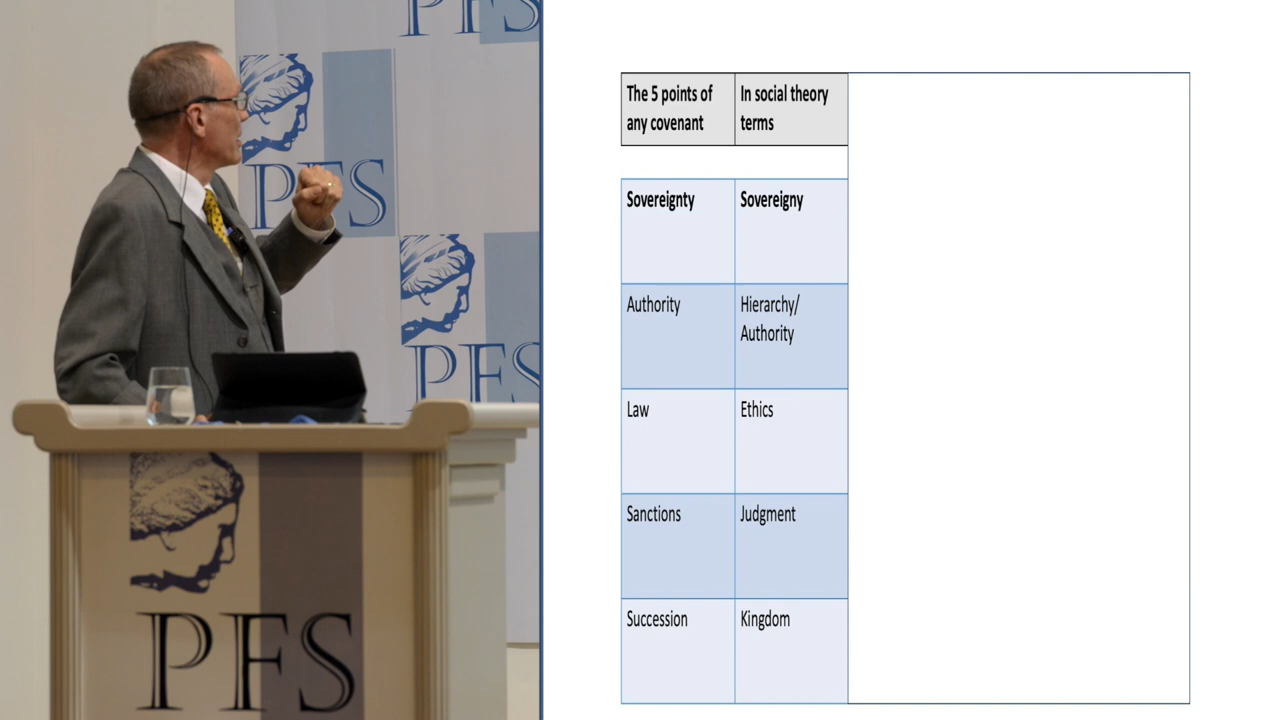 PFS
PFS
PFS
PFS
The 5 points of
any covenant
In social theory
terms
Sovereignty
Sovereigny
Authority
Hierarchy/
Authority
Law
Ethics
Sanctions
Judgment
Succession
Kingdom